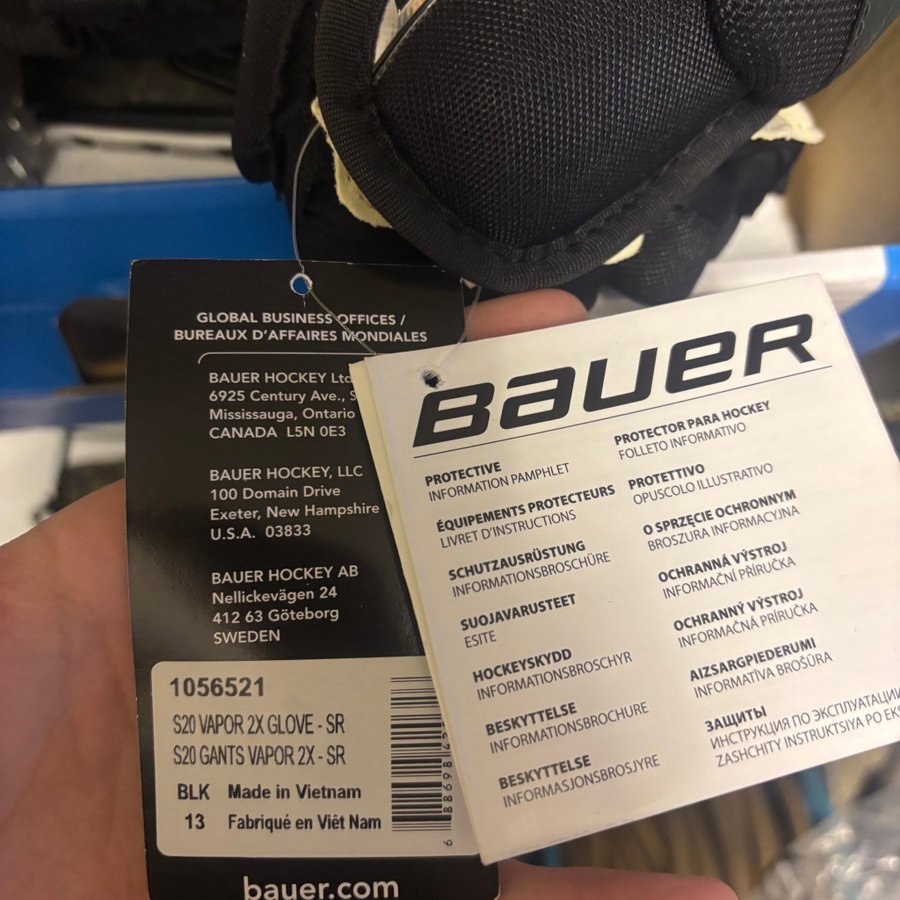 GLOBAL BUSINESS OFFICES /
BUREAUX D'AFFAIRES MONDIALES
BAUER HOCKEY Ltd
6925 Century Ave.,
Mississauga, Ontario
CANADA L5N 0E3
BAUER HOCKEY, LLC
100 Domain Drive
Exeter, New Hampshire
U.S.A. 03833
BAUER HOCKEY AB
Nellickevägen 24
412 63 Göteborg
SWEDEN
1056521
S20 VAPOR 2X GLOVE - SR
S20 GANTS VAPOR 2X - SR
BLK Made in Vietnam
13 Fabriqué en Viêt Nam
bauer.com
BAUER
PROTECTIVE
INFORMATION PAMPHLET
ÉQUIPEMENTS PROTECTEURS
LIVRET D'INSTRUCTIONS
SCHUTZAUSRÜSTUNG
INFORMATIONSBROSCHÜRE
SUOJAVARUSTEET
ESITE
HOCKEYSKYDD
INFORMATIONSBROSCHYR
BESKYTTELSE
INFORMATIONSBROCHURE
BESKYTTELSE
INFORMASJONSBROSJYRE
PROTECTOR PARA HOCKEY
FOLLETO INFORMATIVO
PROTETTIVO
OPUSCOLO ILLUSTRATIVO
O SPRZĘCIE OCHRONNYM
BROSZURA INFORMACYJNA
OCHRANNÁ VÝSTROJ
INFORMAČNÍ PŘÍRUČKA
OCHRANNÝ VÝSTROJ
INFORMAČNÁ PRÍRUČKA
AIZSARGPIEDERUMI
INFORMATĪVA BROŠŪRA
ЗАЩИТЫ
ИНСТРУКЦИЯ ПО ЭКСПЛУАТАЦИИ
ZASHCHITY INSTRUKTSIYA PO